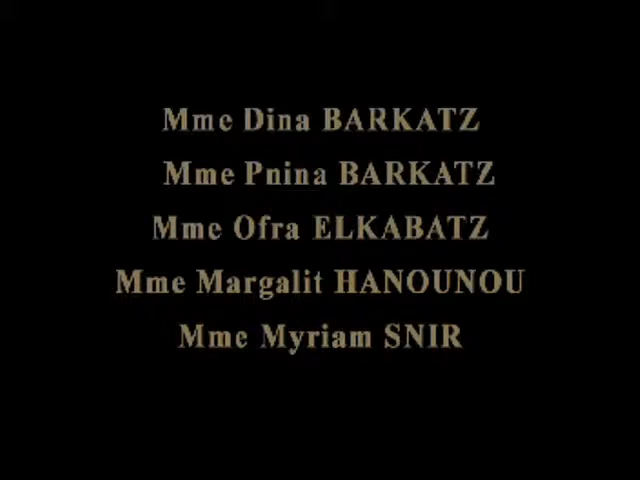 Mme Dina BARKATZ
Mme Pnina BARKATZ
Mme Ofra ELKABATZ
Mme Margalit HANOUNOU
Mme Myriam SNIR